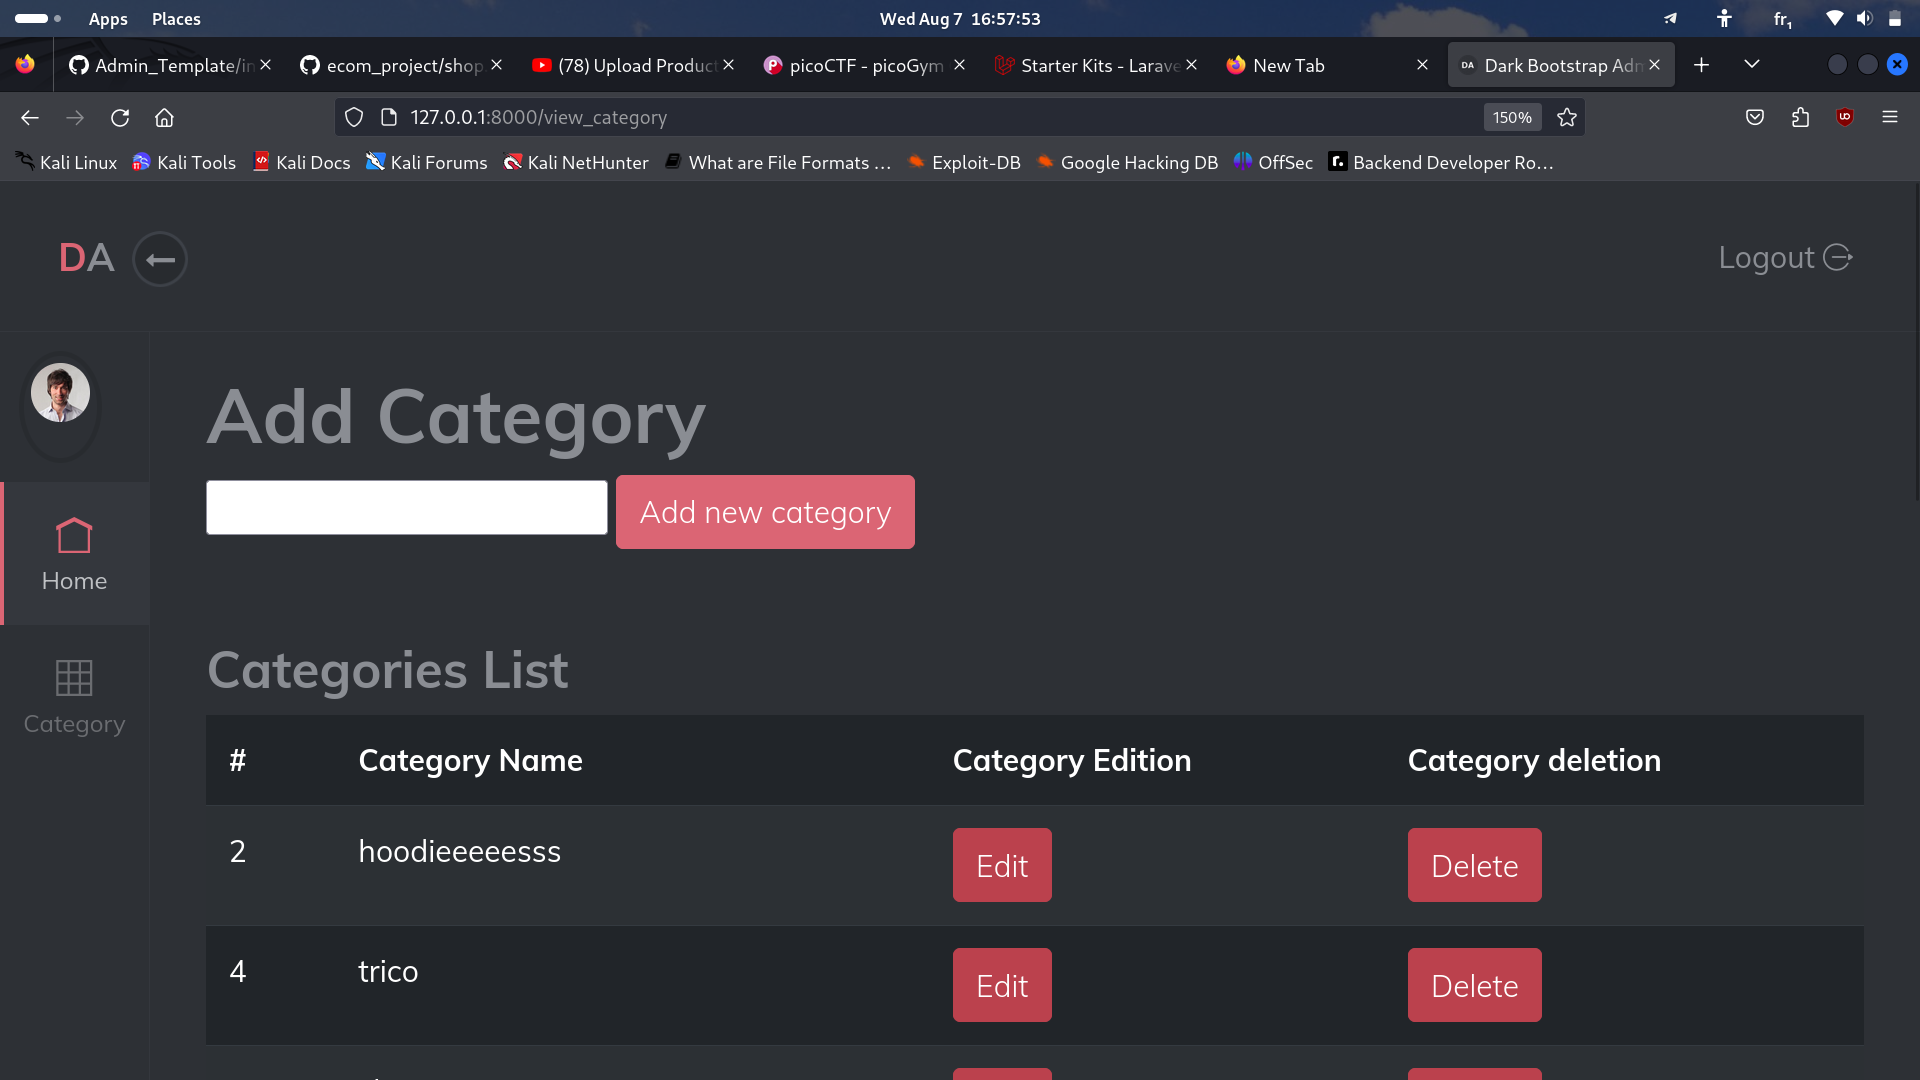 Apps Places Wed Aug 7 16:57:53 fr1
Admin_Template/in ecom_project/shop (78) Upload Product picoCTF - picoGym Starter Kits - Larave New Tab DA Dark Bootstrap Adm
127.0.0.1:8000/view_category 150%
Kali Linux Kali Tools Kali Docs Kali Forums Kali NetHunter What are File Formats … Exploit-DB Google Hacking DB OffSec Backend Developer Ro…
DA Logout
Add Category
Add new category
Home
Categories List
Category
# Category Name Category Edition Category deletion
2 hoodieeeeesss Edit Delete
4 trico Edit Delete